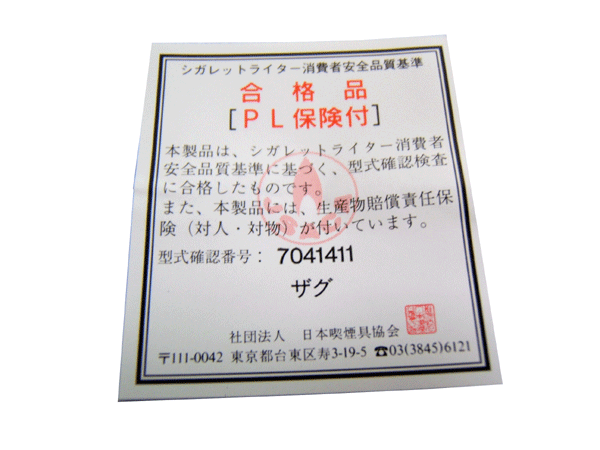 シガレットライター消費者安全品質基準
合格品
[PL保険付]
本製品は、シガレットライター消費者
安全品質基準に基づく、型式確認検査
に合格したものです。
また、本製品には、生産物賠償責任保
険（対人・対物）が付いています。
型式確認番号： 7041411
ザグ
社団法人 日本喫煙具協会
〒111-0042 東京都台東区寿3-19-5 ☎03(3845)6121